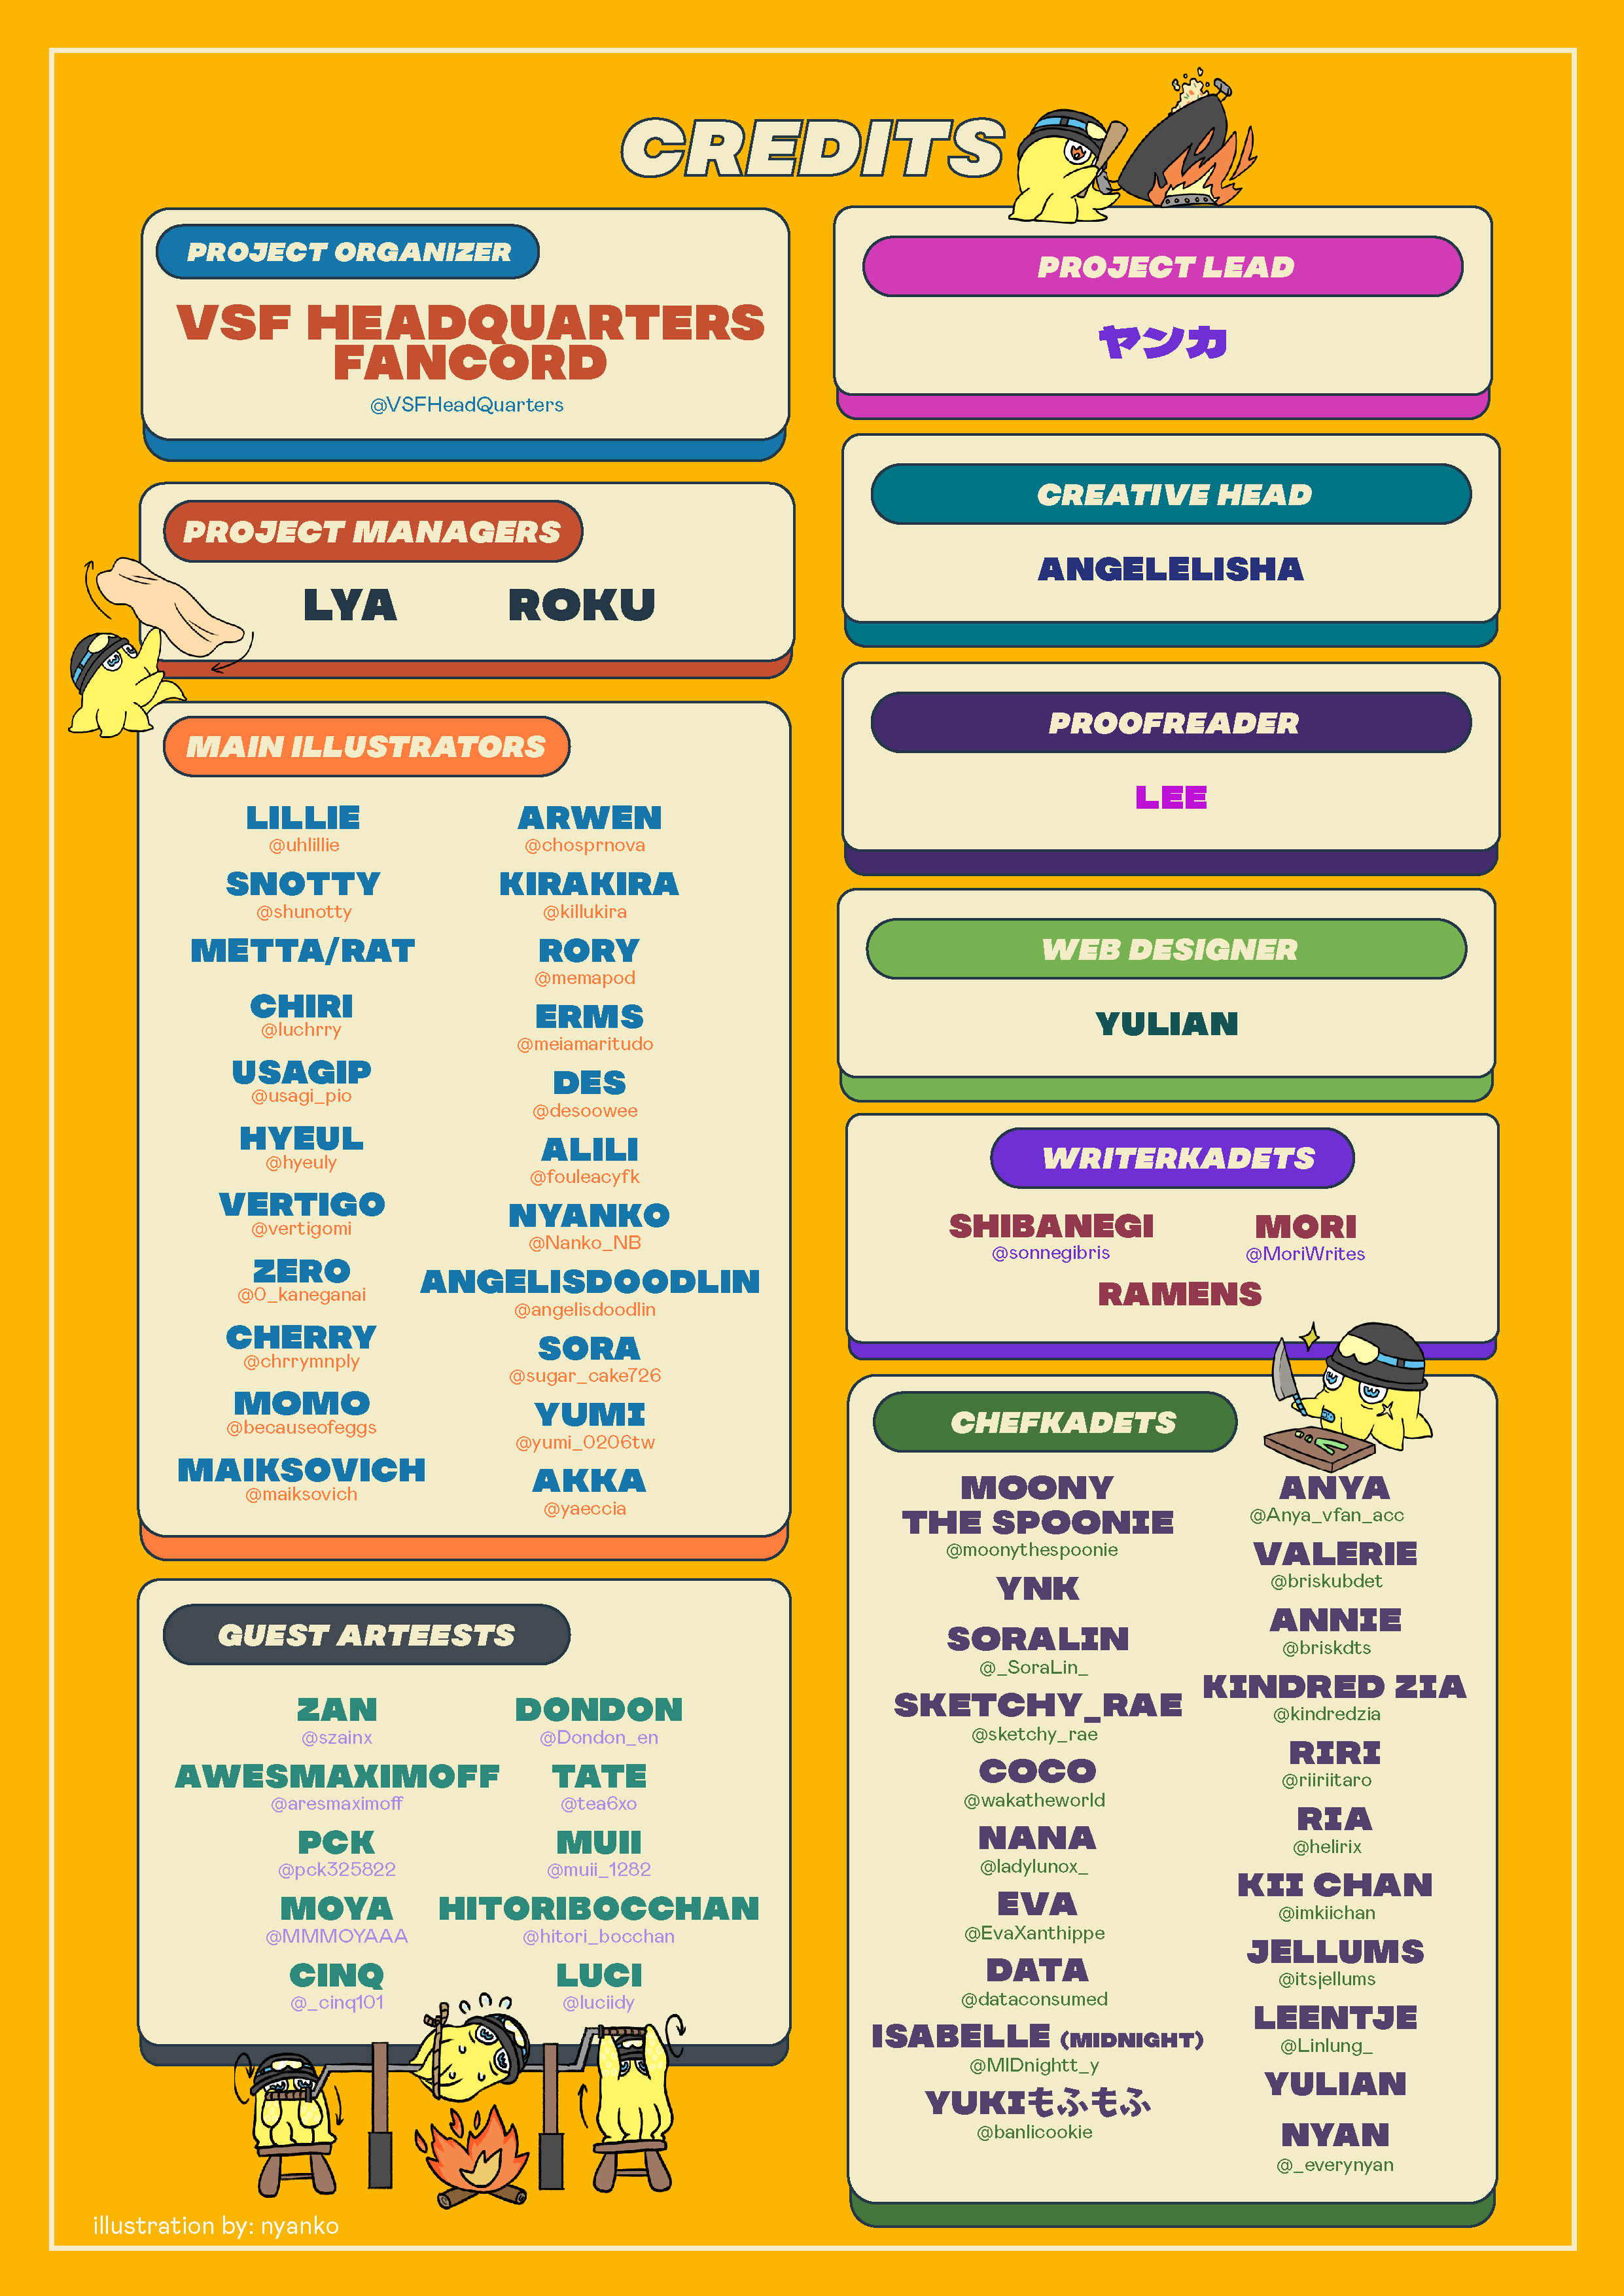 CREDITS
PROJECT ORGANIZER
VSF HEADQUARTERS
FANCORD
@VSFHeadQuarters
PROJECT MANAGERS
LYA
ROKU
MAIN ILLUSTRATORS
LILLIE
@uhlillie
SNOTTY
@shunotty
METTA/RAT
CHIRI
@luchrry
USAGIP
@usagi_pio
HYEUL
@hyeuly
VERTIGO
@vertigomi
ZERO
@0_kaneganai
CHERRY
@chrrymnply
MOMO
@becauseofeggs
MAIKSOVICH
@maiksovich
ARWEN
@chosprnova
KIRAKIRA
@killukira
RORY
@memapod
ERMS
@meiamaritudo
DES
@desoowee
ALILI
@fouleacyfk
NYANKO
@Nanko_NB
ANGELISDOODLIN
@angelisdoodlin
SORA
@sugar_cake726
YUMI
@yumi_0206tw
AKKA
@yaeccia
GUEST ARTEESTS
ZAN
@szainx
AWESMAXIMOFF
@aresmaximoff
PCK
@pck325822
MOYA
@MMMOYAAA
CINQ
@_cinq101
DONDON
@Dondon_en
TATE
@tea6xo
MUII
@muii_1282
HITORIBOCCHAN
@hitori_bocchan
LUCI
@luciidy
illustration by: nyanko
PROJECT LEAD
ヤンカ
CREATIVE HEAD
ANGELELISHA
PROOFREADER
LEE
WEB DESIGNER
YULIAN
WRITERKADETS
SHIBANEGI
@sonnegibris
MORI
@MoriWrites
RAMENS
CHEFKADETS
MOONY
THE SPOONIE
@moonythespoonie
YNK
SORALIN
@_SoraLin_
SKETCHY_RAE
@sketchy_rae
COCO
@wakatheworld
NANA
@ladylunox_
EVA
@EvaXanthippe
DATA
@dataconsumed
ISABELLE (MIDNIGHT)
@MIDnightt_y
YUKIもふもふ
@banlicookie
ANYA
@Anya_vfan_acc
VALERIE
@briskubdet
ANNIE
@briskdts
KINDRED ZIA
@kindredzia
RIRI
@riiriitaro
RIA
@helirix
KII CHAN
@imkiichan
JELLUMS
@itsjellums
LEENTJE
@Linlung_
YULIAN
NYAN
@_everynyan